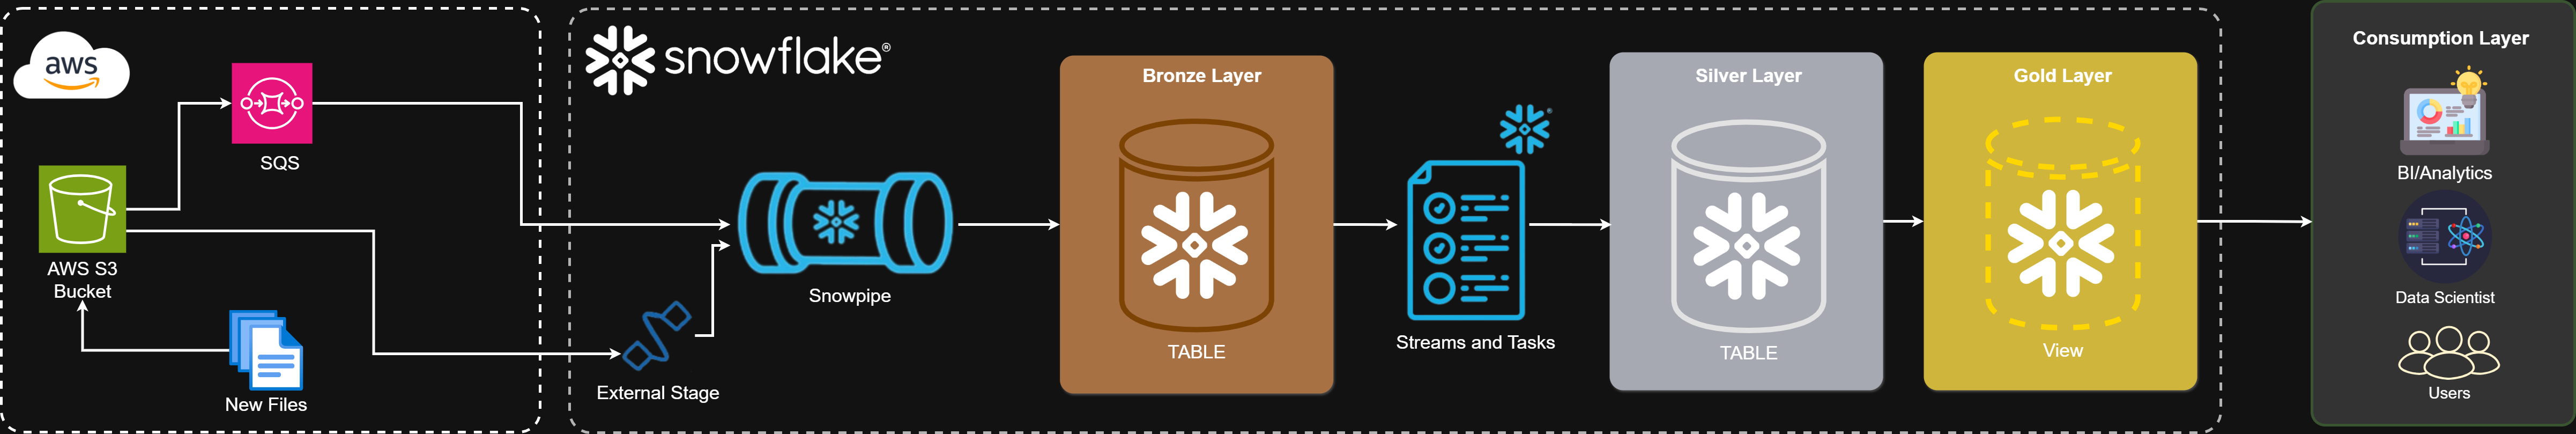 aws
SQS
AWS S3
Bucket
New Files
snowflake®
External Stage
Snowpipe
Bronze Layer
TABLE
Streams and Tasks
Silver Layer
TABLE
Gold Layer
View
Consumption Layer
BI/Analytics
Data Scientist
Users